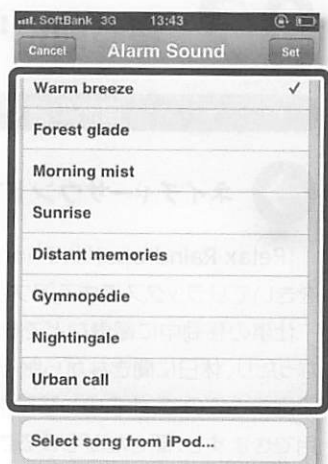 SoftBank 3G 13:43
Cancel Alarm Sound Set
Warm breeze
Forest glade
Morning mist
Sunrise
Distant memories
Gymnopédie
Nightingale
Urban call
Select song from iPod...